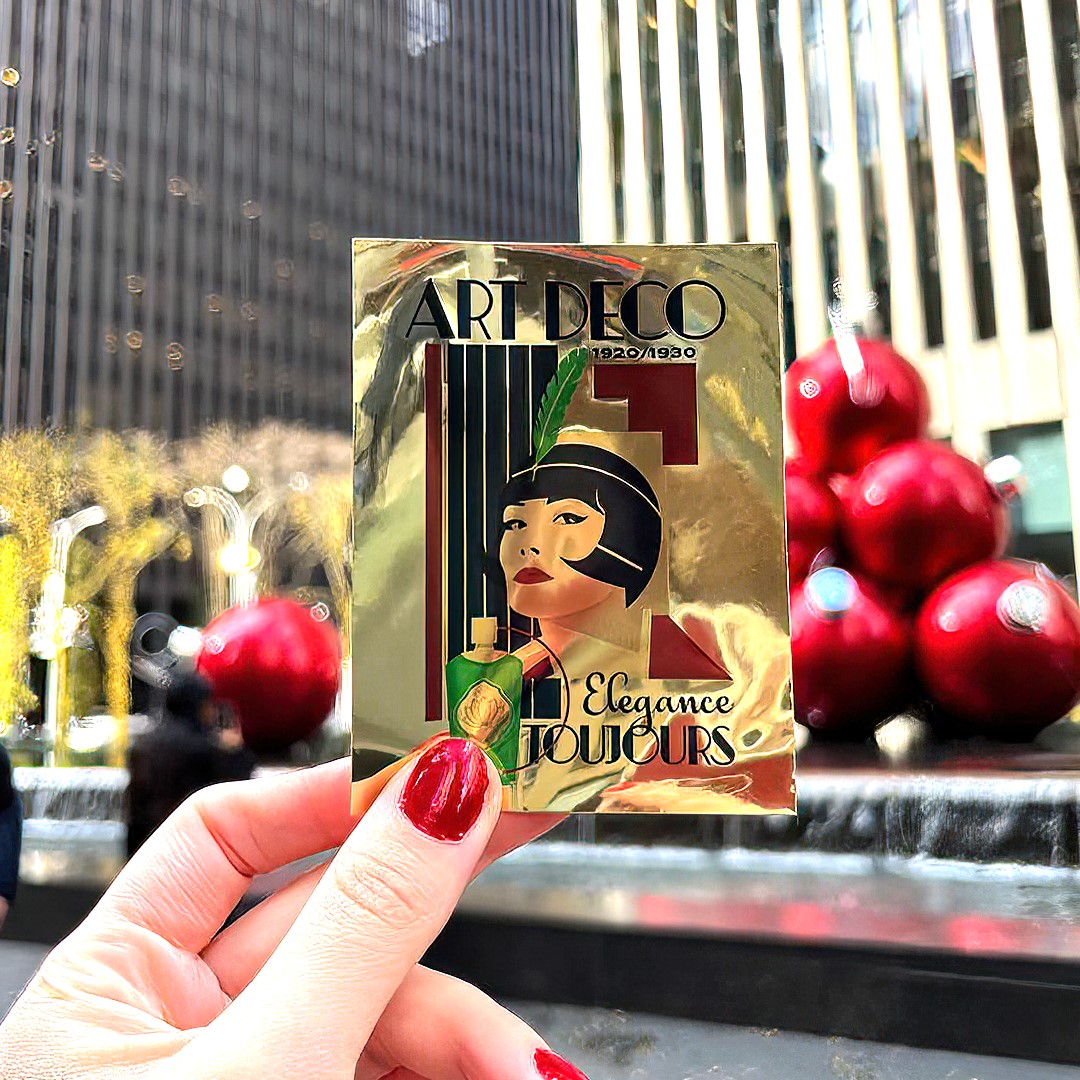 ART DECO
1920/1930
Elegance
TOUJOURS